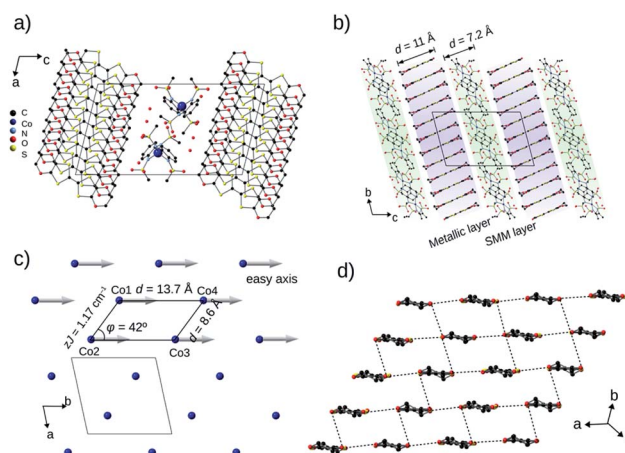 a)
c
a
C
Co
N
O
S
b)
d = 11 Å
d = 7.2 Å
b
c
Metallic layer
SMM layer
c)
easy axis
Co1
d = 13.7 Å
Co4
zJ = 1.17 cm⁻¹
φ = 42º
d = 8.6 Å
Co2
Co3
b
a
d)
b
a